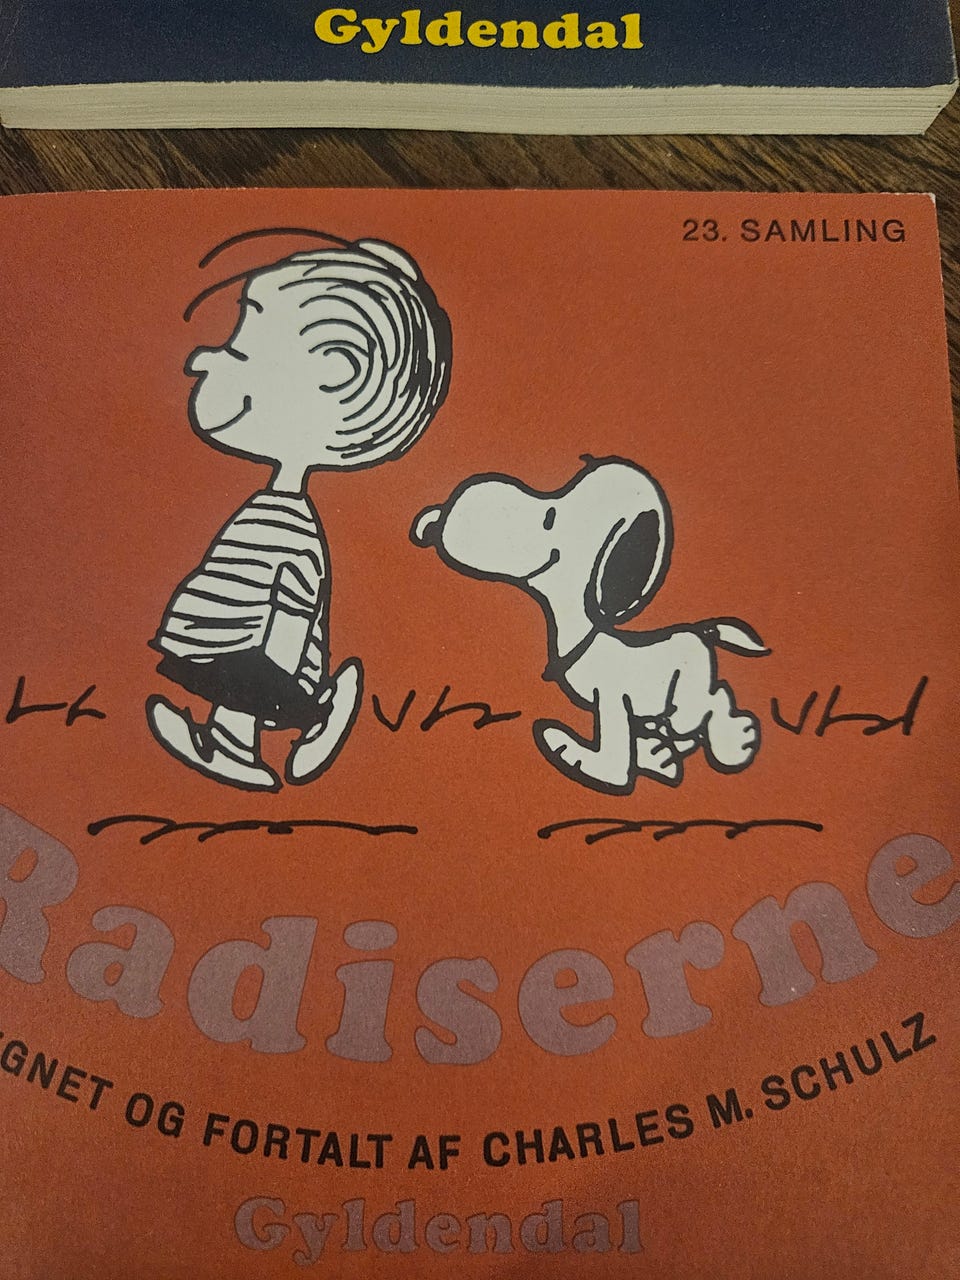 Gyldendal
23. SAMLING
Radiserne
GNET OG FORTALT AF CHARLES M. SCHULZ
Gyldendal